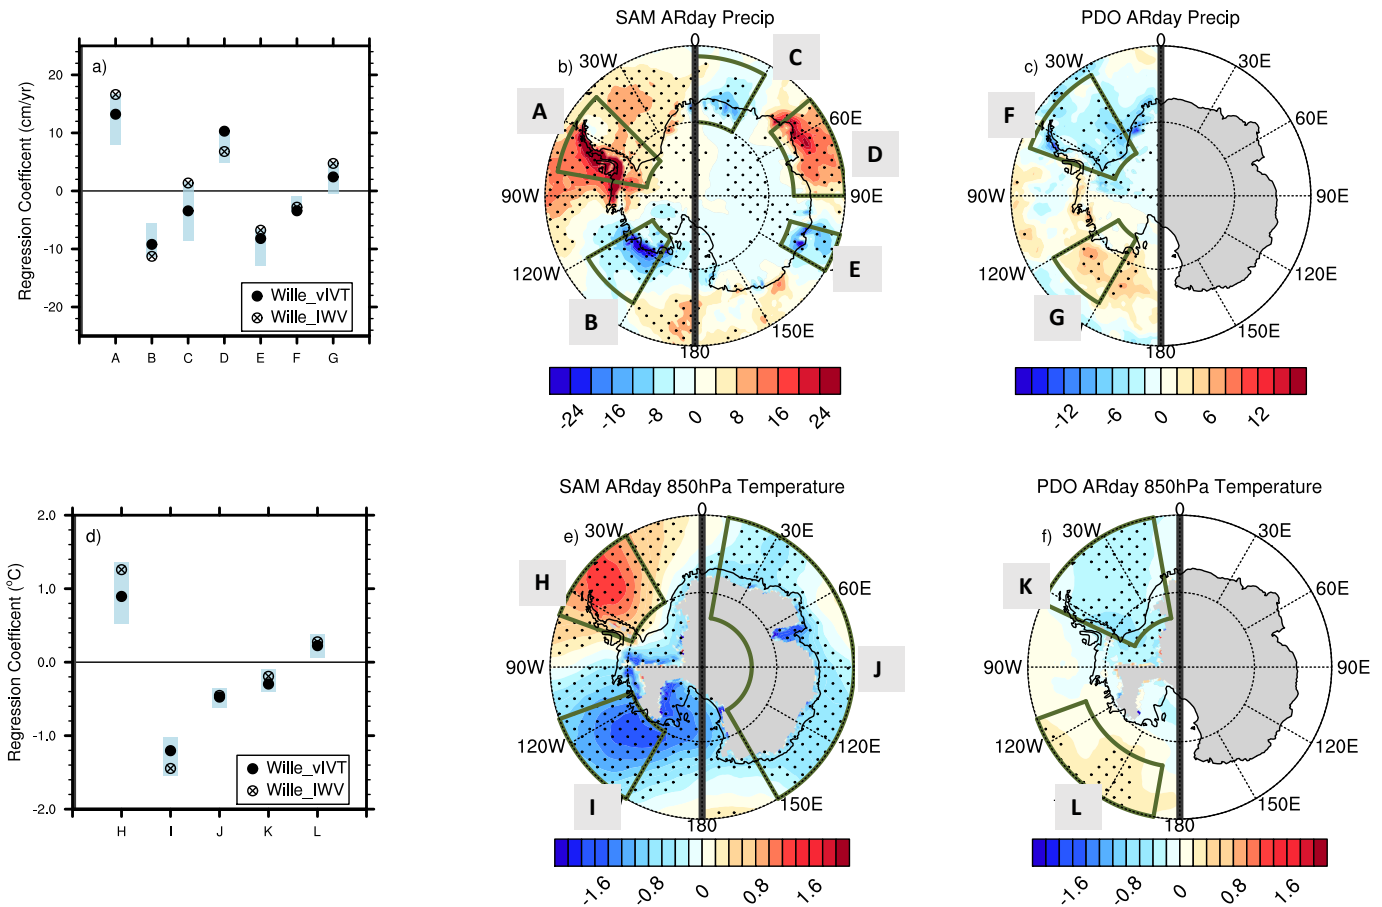 SAM ARday Precip
PDO ARday Precip
a)
20
10
0
-10
-20
Regression Coefficent (cm/yr)
Wille_vIVT
Wille_IWV
A B C D E F G
b)
0
30W
60E
90E
150E
180
120W
90W
A
B
C
D
E
-24 -16 -8 0 8 16 24
c)
0
30E
60E
90E
120E
150E
180
120W
90W
30W
F
G
-12 -6 0 6 12
SAM ARday 850hPa Temperature
PDO ARday 850hPa Temperature
d)
2.0
1.0
0.0
-1.0
-2.0
Regression Coefficent (°C)
Wille_vIVT
Wille_IWV
H I J K L
e)
0
30E
60E
120E
150E
180
120W
90W
30W
H
I
J
-1.6 -0.8 0 0.8 1.6
f)
0
30E
60E
90E
120E
150E
180
120W
90W
30W
K
L
-1.6 -0.8 0 0.8 1.6